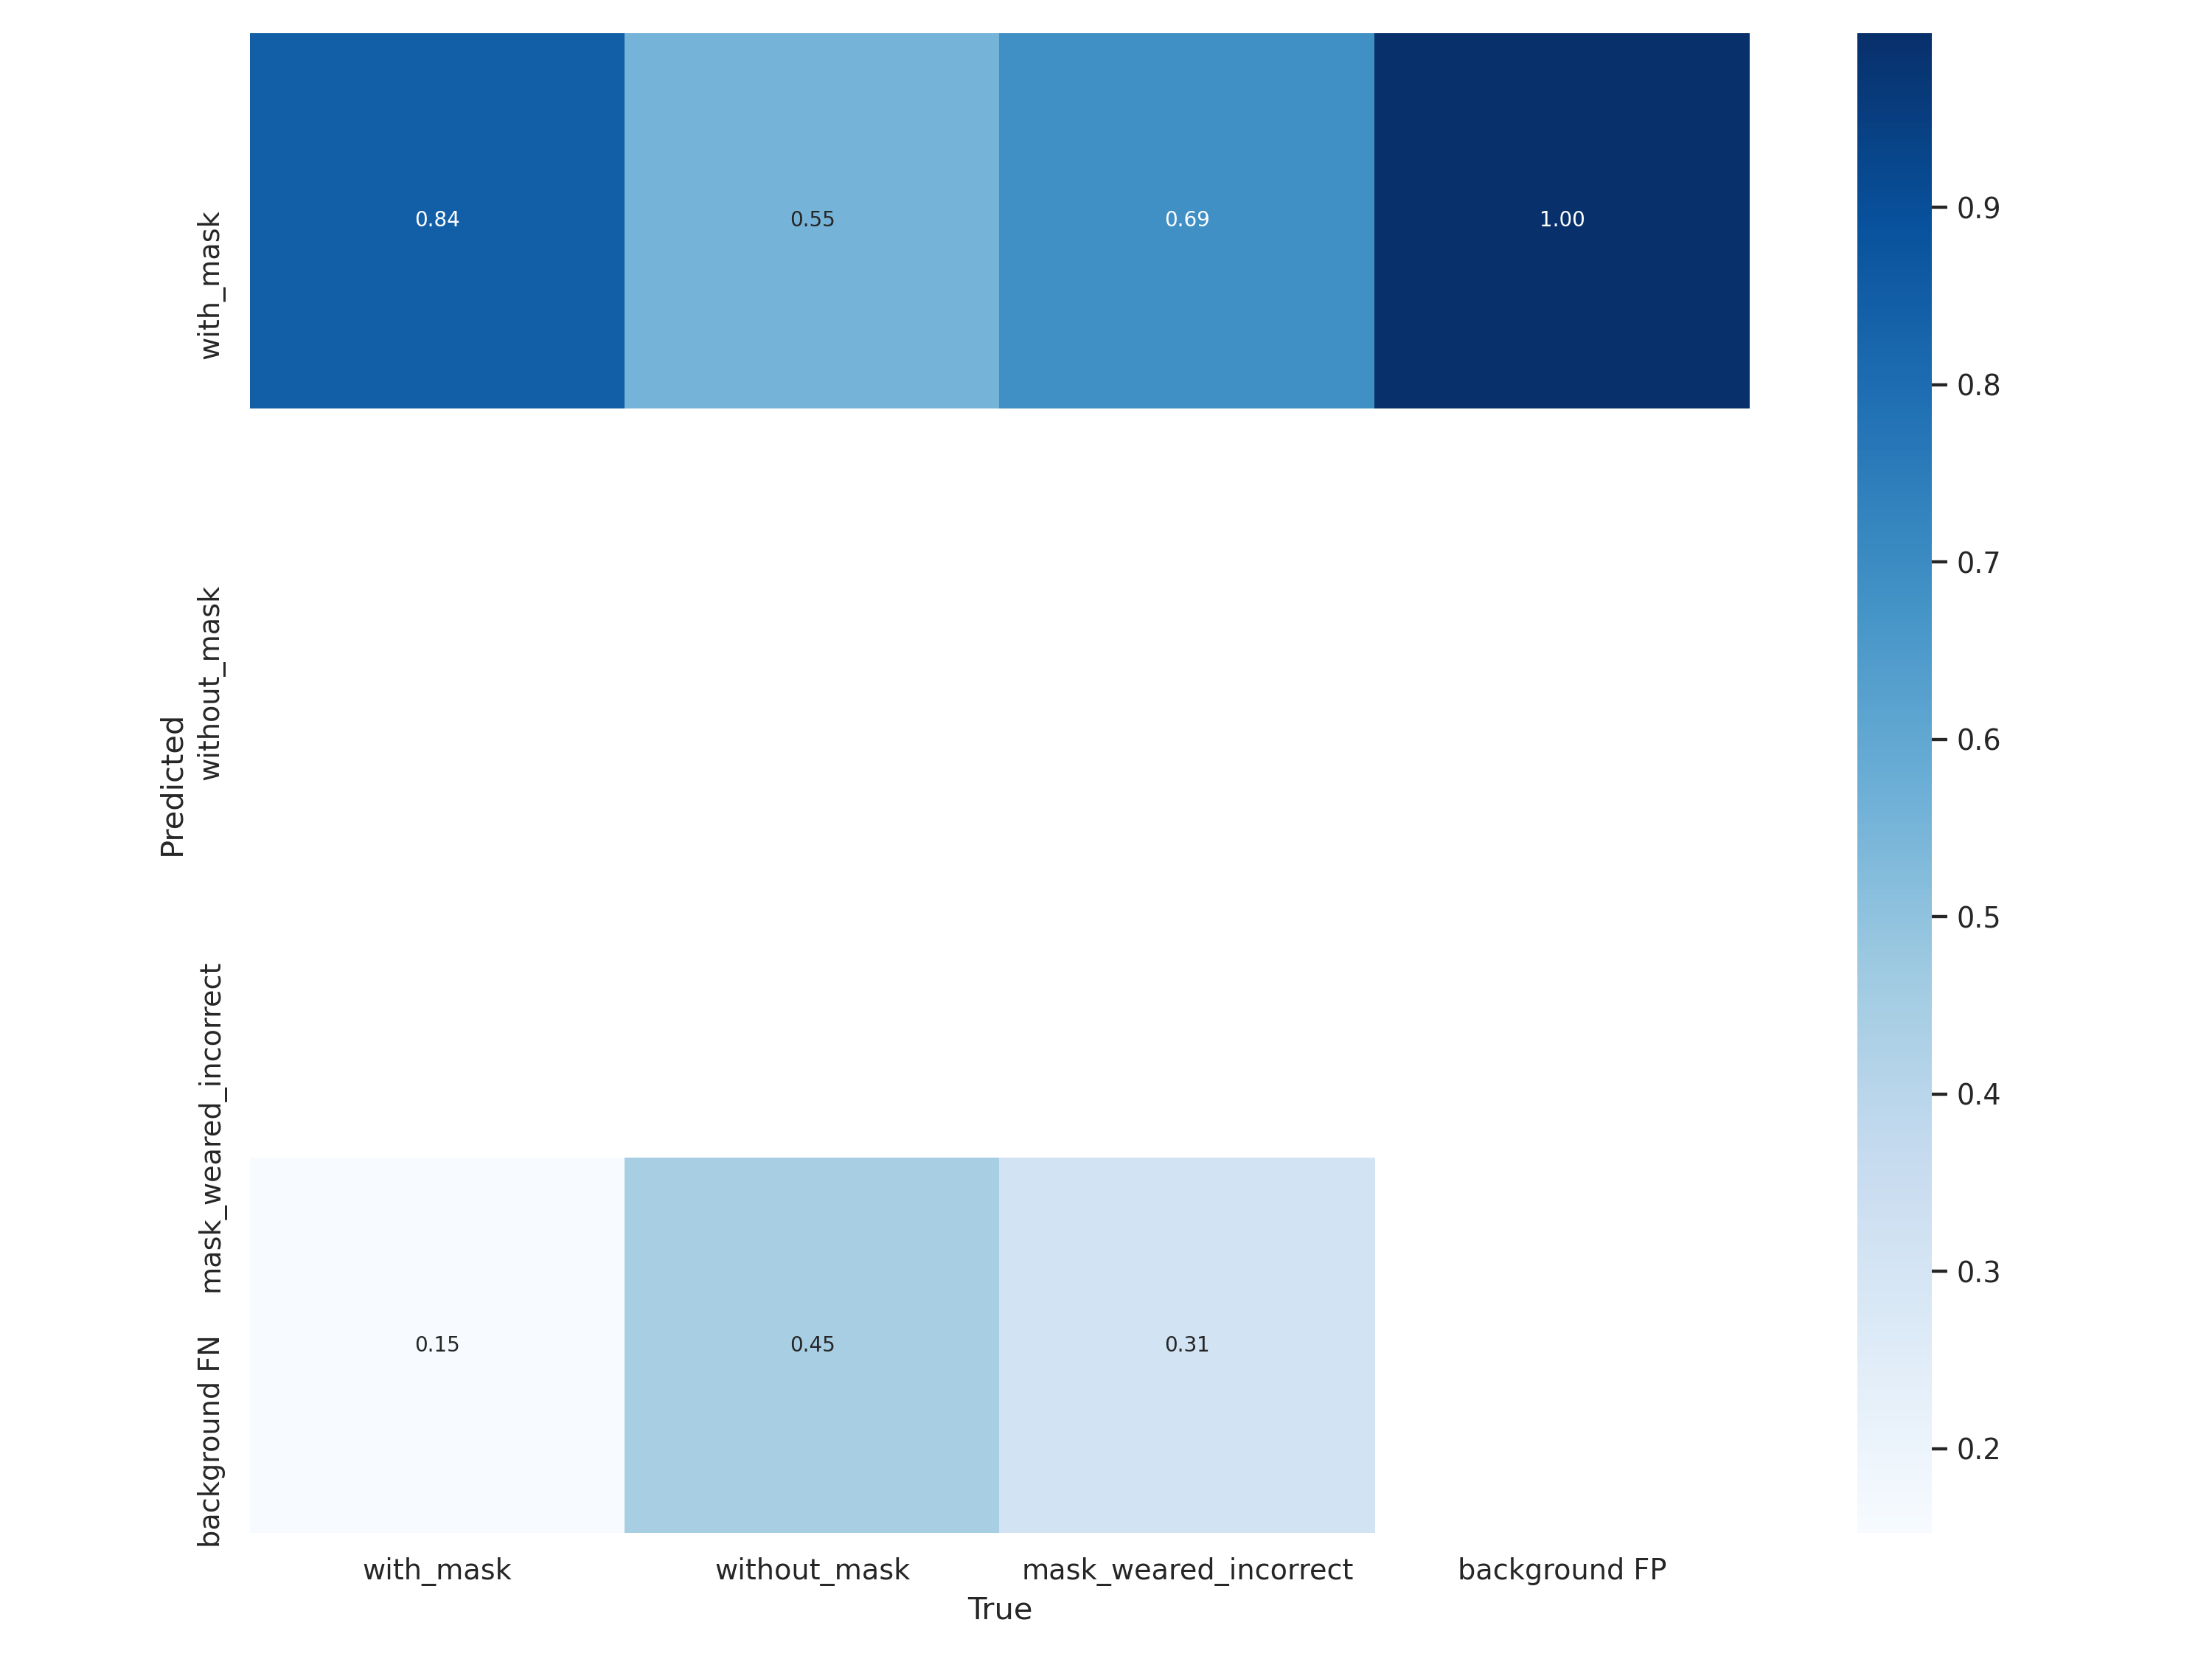 with_mask
0.84 0.55 0.69 1.00
0.9
0.8
0.7
0.6
0.5
0.4
0.3
0.2
Predicted
without_mask
mask_weared_incorrect
background FN
0.15 0.45 0.31
with_mask without_mask mask_weared_incorrect background FP
True